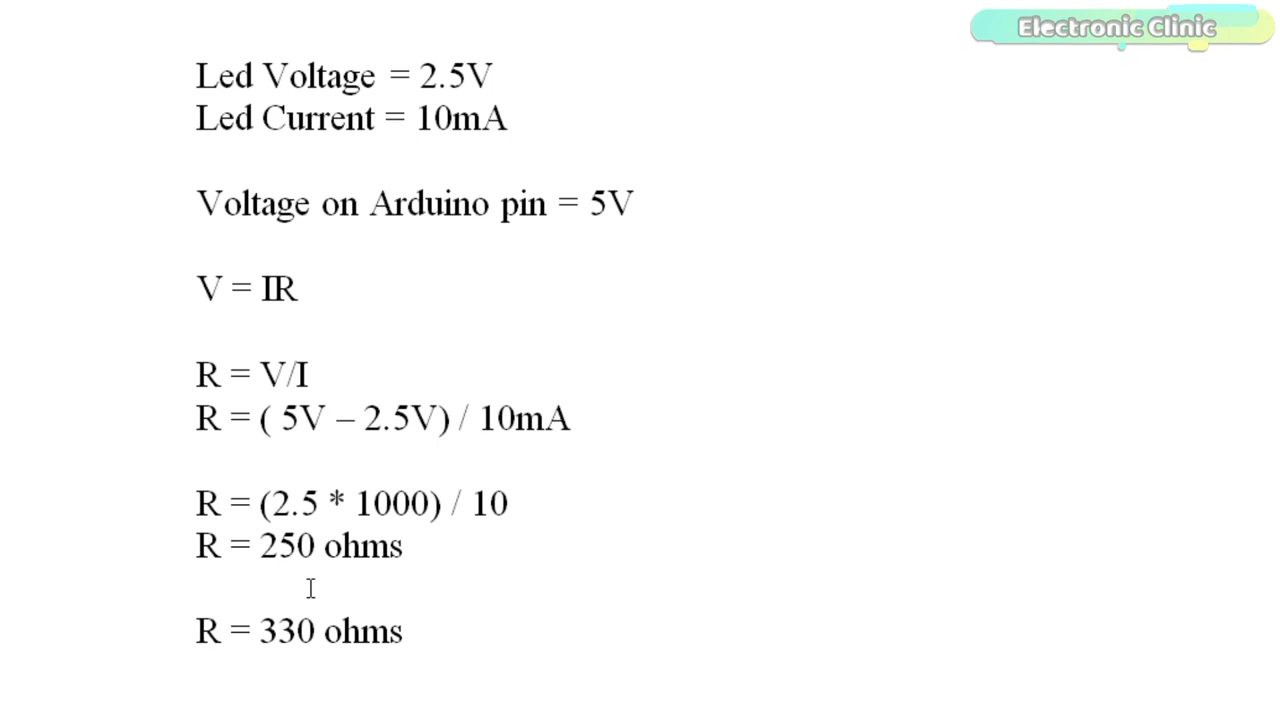 Electronic Clinic
Led Voltage = 2.5V
Led Current = 10mA
Voltage on Arduino pin = 5V
V = IR
R = V/I
R = ( 5V – 2.5V) / 10mA
R = (2.5 * 1000) / 10
R = 250 ohms
R = 330 ohms